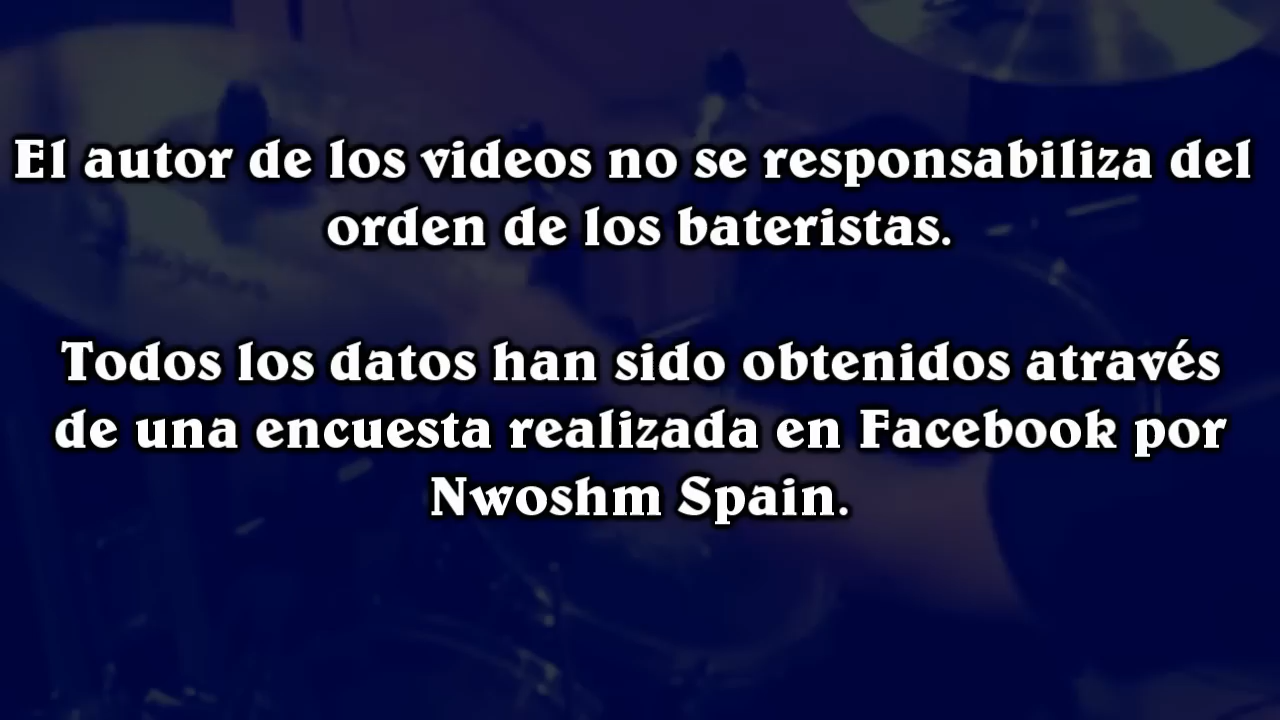 El autor de los videos no se responsabiliza del
orden de los bateristas.
Todos los datos han sido obtenidos através
de una encuesta realizada en Facebook por
Nwoshm Spain.